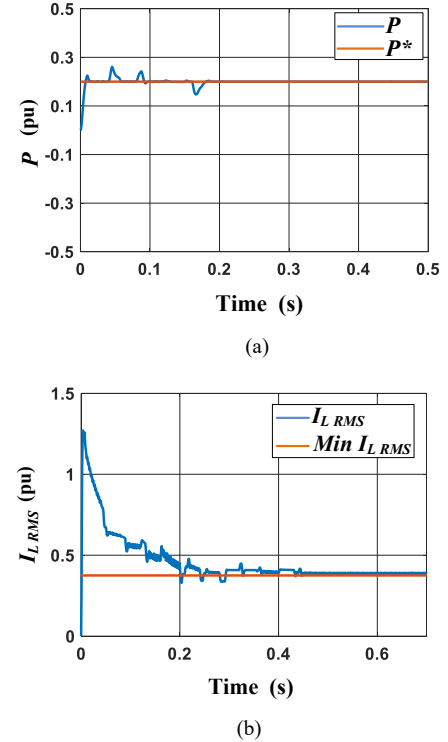 0.5
0.3
0.1
-0.1
-0.3
-0.5
P (pu)
P
P*
0 0.1 0.2 0.3 0.4 0.5
Time (s)
(a)
1.5
1
0.5
0
I_L RMS (pu)
I_L RMS
Min I_L RMS
0 0.2 0.4 0.6
Time (s)
(b)